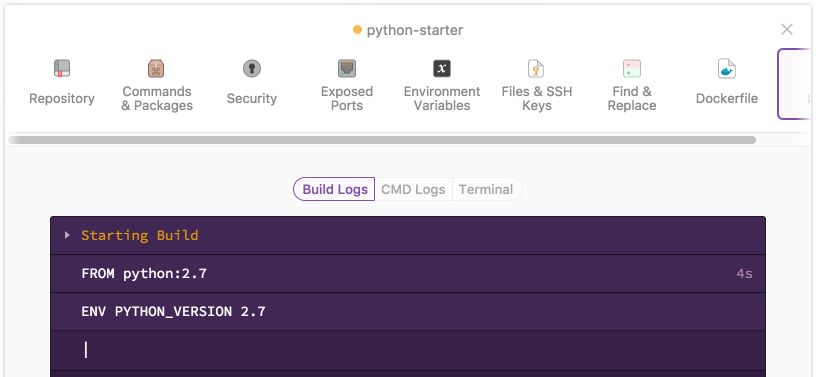 python-starter
Repository
Commands
& Packages
Security
Exposed
Ports
Environment
Variables
Files & SSH
Keys
Find &
Replace
Dockerfile
Build Logs
CMD Logs
Terminal
Starting Build
FROM python:2.7
4s
ENV PYTHON_VERSION 2.7